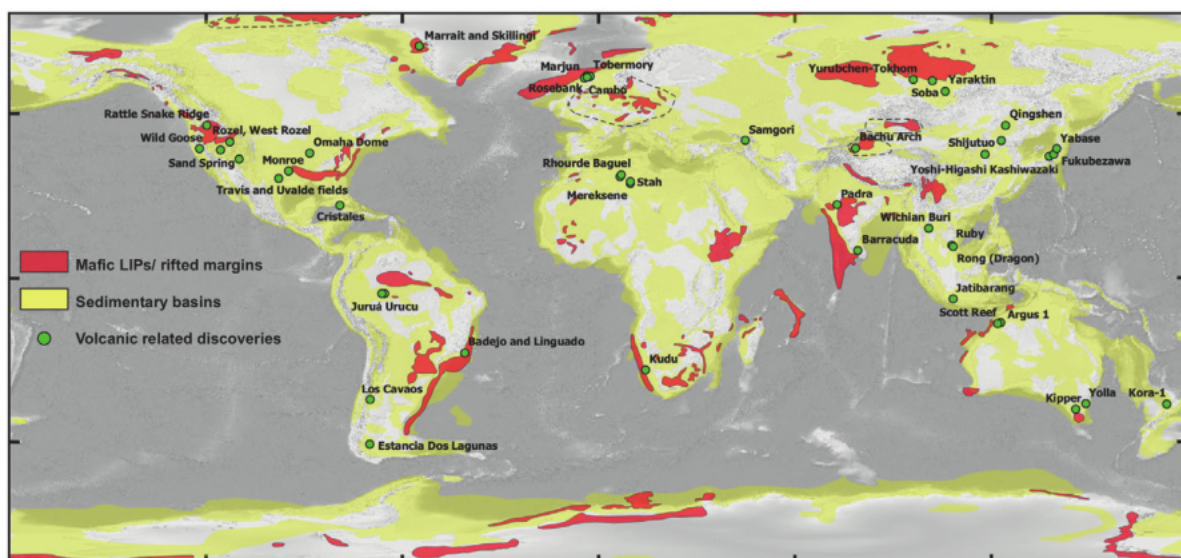 Marrait and Skillingi
Marjun
Tobermory
Rosebank
Cambo
Yurubchen-Tokhom
Yaraktin
Soba
Rattle Snake Ridge
Rozel, West Rozel
Wild Goose
Omaha Dome
Sand Spring
Monroe
Travis and Uvalde fields
Cristales
Samgori
Bachu Arch
Qingshen
Shijutuo
Yabase
Fukubezawa
Yoshi-Higashi Kashiwazaki
Rhourde Baguel
Stah
Mereksene
Padra
Wichian Buri
Barracuda
Ruby
Rong (Dragon)
Mafic LIPs/ rifted margins
Sedimentary basins
Volcanic related discoveries
Juruá Urucu
Jatibarang
Scott Reef
Argus 1
Badejo and Linguado
Kudu
Los Cavaos
Kipper
Yolla
Kora-1
Estancia Dos Lagunas